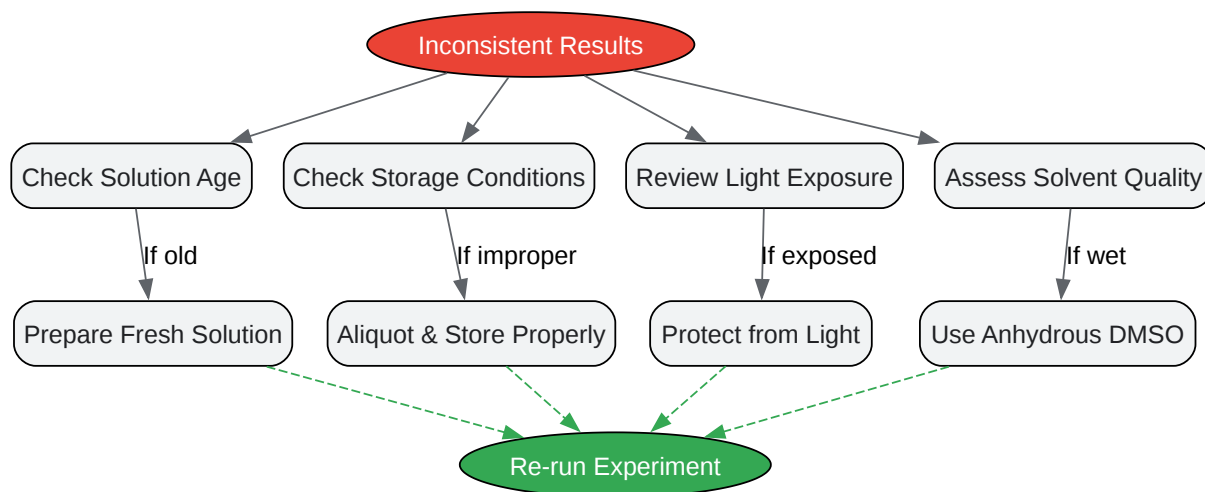 Inconsistent Results
Check Solution Age
Check Storage Conditions
Review Light Exposure
Assess Solvent Quality
If old
If improper
If exposed
If wet
Prepare Fresh Solution
Aliquot & Store Properly
Protect from Light
Use Anhydrous DMSO
Re-run Experiment